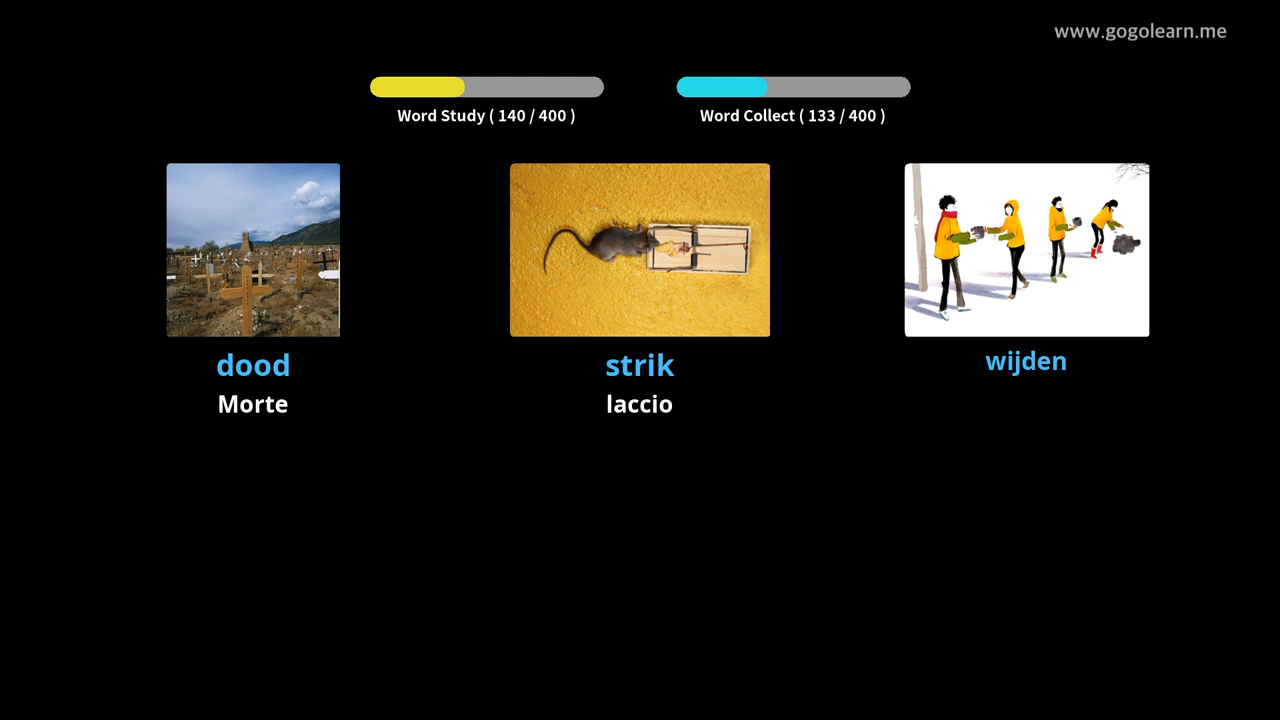 www.gogolearn.me
Word Study ( 140 / 400 )
Word Collect ( 133 / 400 )
dood
Morte
strik
laccio
wijden